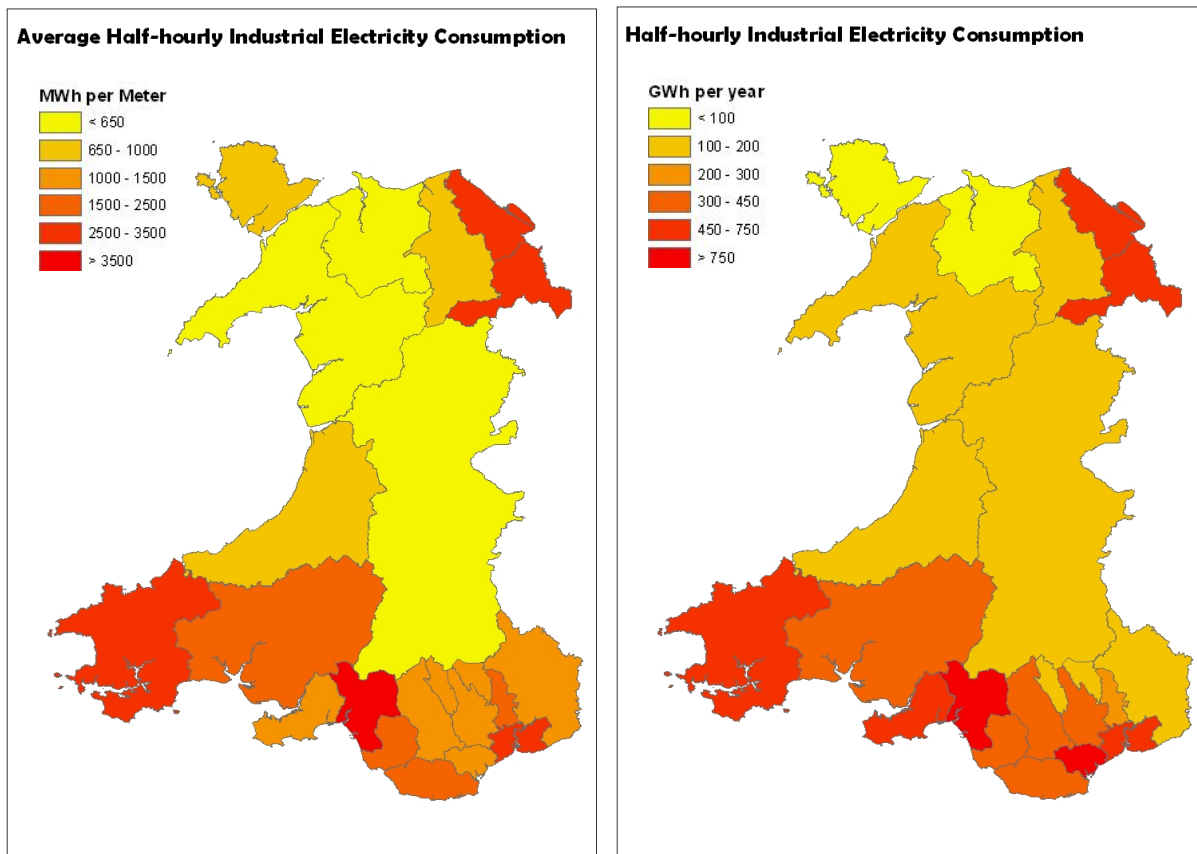 Average Half-hourly Industrial Electricity Consumption
MWh per Meter
< 650
650 - 1000
1000 - 1500
1500 - 2500
2500 - 3500
> 3500
Half-hourly Industrial Electricity Consumption
GWh per year
< 100
100 - 200
200 - 300
300 - 450
450 - 750
> 750